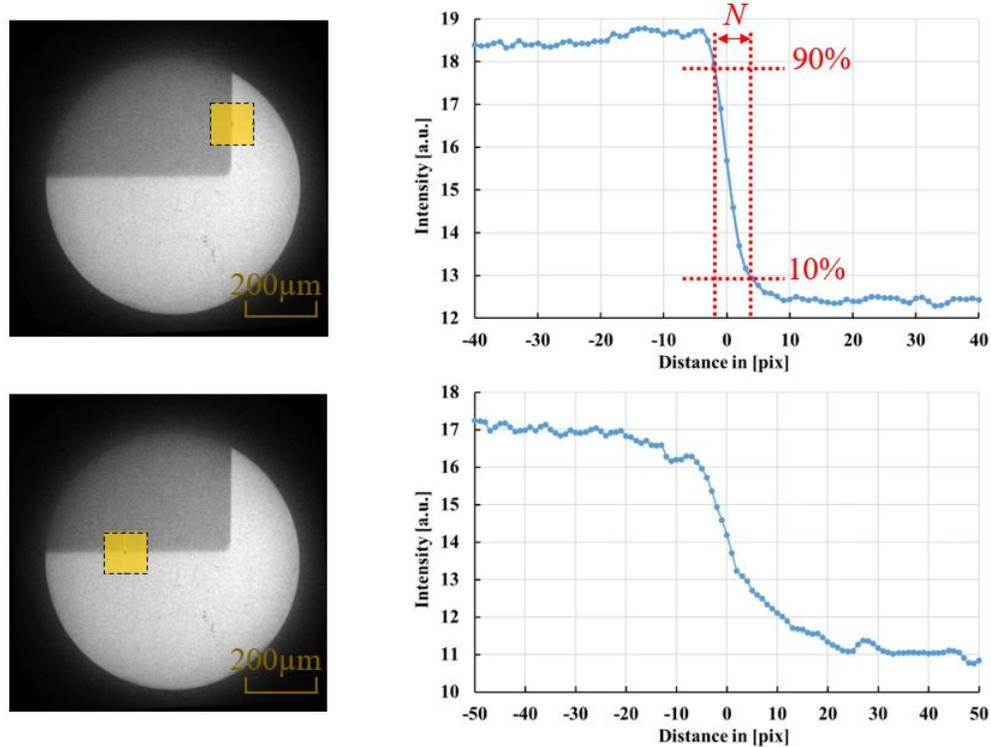 200μm
N
90%
10%
19
18
17
16
15
14
13
12
Intensity [a.u.]
-40 -30 -20 -10 0 10 20 30 40
Distance in [pix]
200μm
18
17
16
15
14
13
12
11
10
Intensity [a.u.]
-50 -40 -30 -20 -10 0 10 20 30 40 50
Distance in [pix]